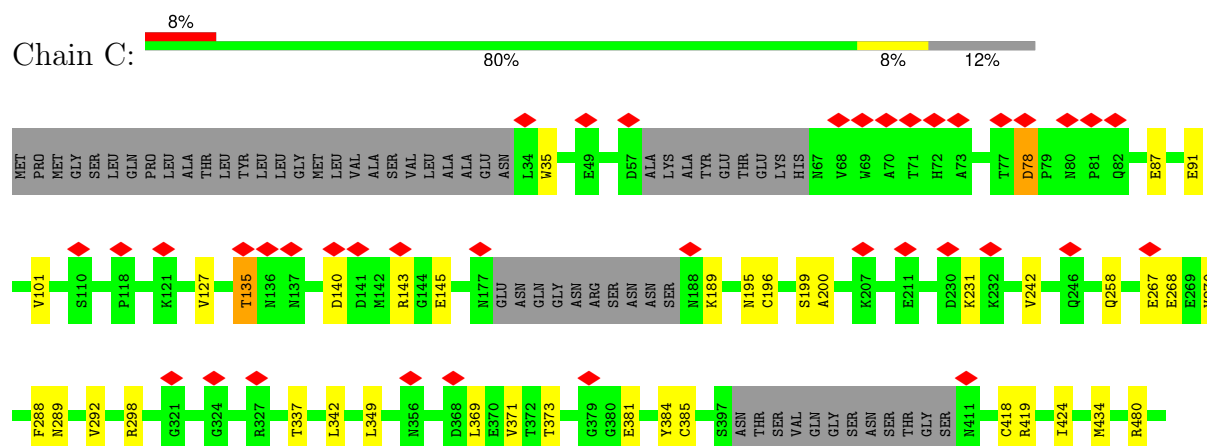 8%
Chain C:
80% 8% 12%
MET PRO MET GLY SER LEU GLN PRO LEU ALA THR LEU TYR LEU LEU GLY MET LEU VAL ALA SER VAL LEU ALA ALA GLU ASN L34 W35 E49 D57 ALA LYS ALA TYR GLU THR GLU LYS HIS N67 V68 W69 A70 T71 H72 A73 T77 D78 P79 N80 P81 Q82 E87 E91
V101 S110 P118 K121 V127 T135 N136 N137 D140 D141 M142 R143 G144 E145 N177 GLU ASN GLN GLY ASN ARG SER ASN ASN SER N188 K189 N195 C196 S199 A200 K207 E211 D230 K231 K232 V242 Q246 Q258 E267 E268 E269
F288 N289 V292 R298 G321 G324 R327 T337 L342 L349 N356 D368 L369 E370 V371 T372 T373 G379 G380 E381 Y384 C385 S397 ASN THR SER VAL GLN GLY SER ASN SER THR GLY SER N411 C418 R419 I424 M434 R480